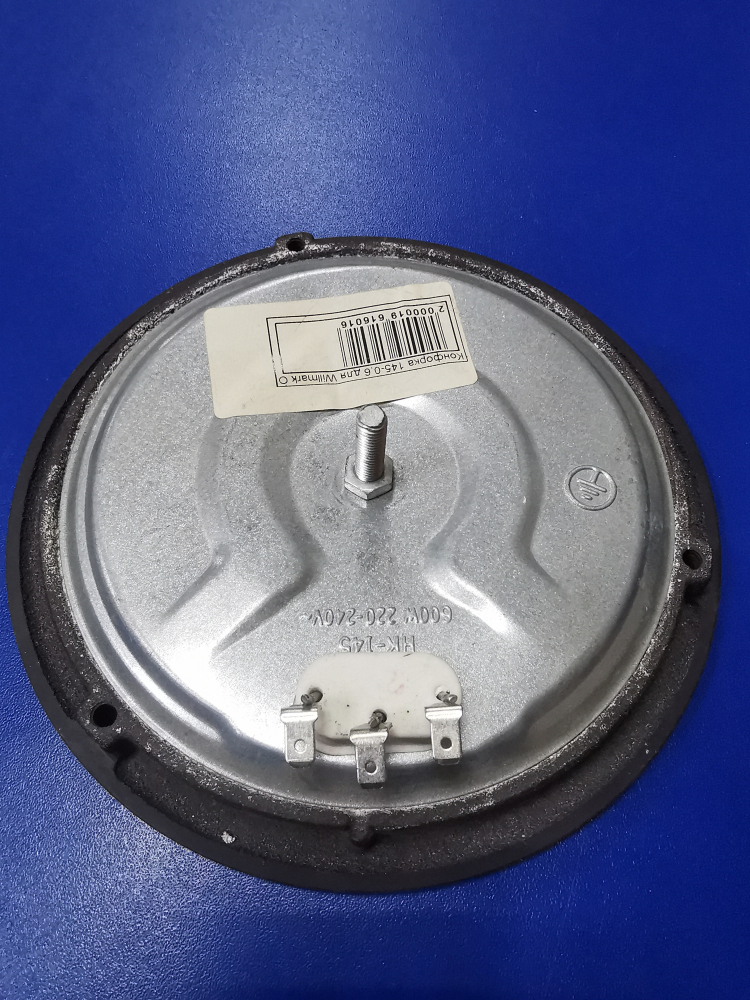 Конфорка 145-0,6 для Willmark O
2 000019 616016
HK-145
600W 220-240V~